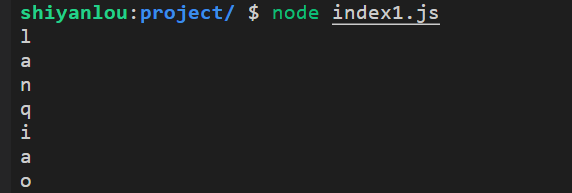 shiyanlou:project/ $ node index1.js
l
a
n
q
i
a
o